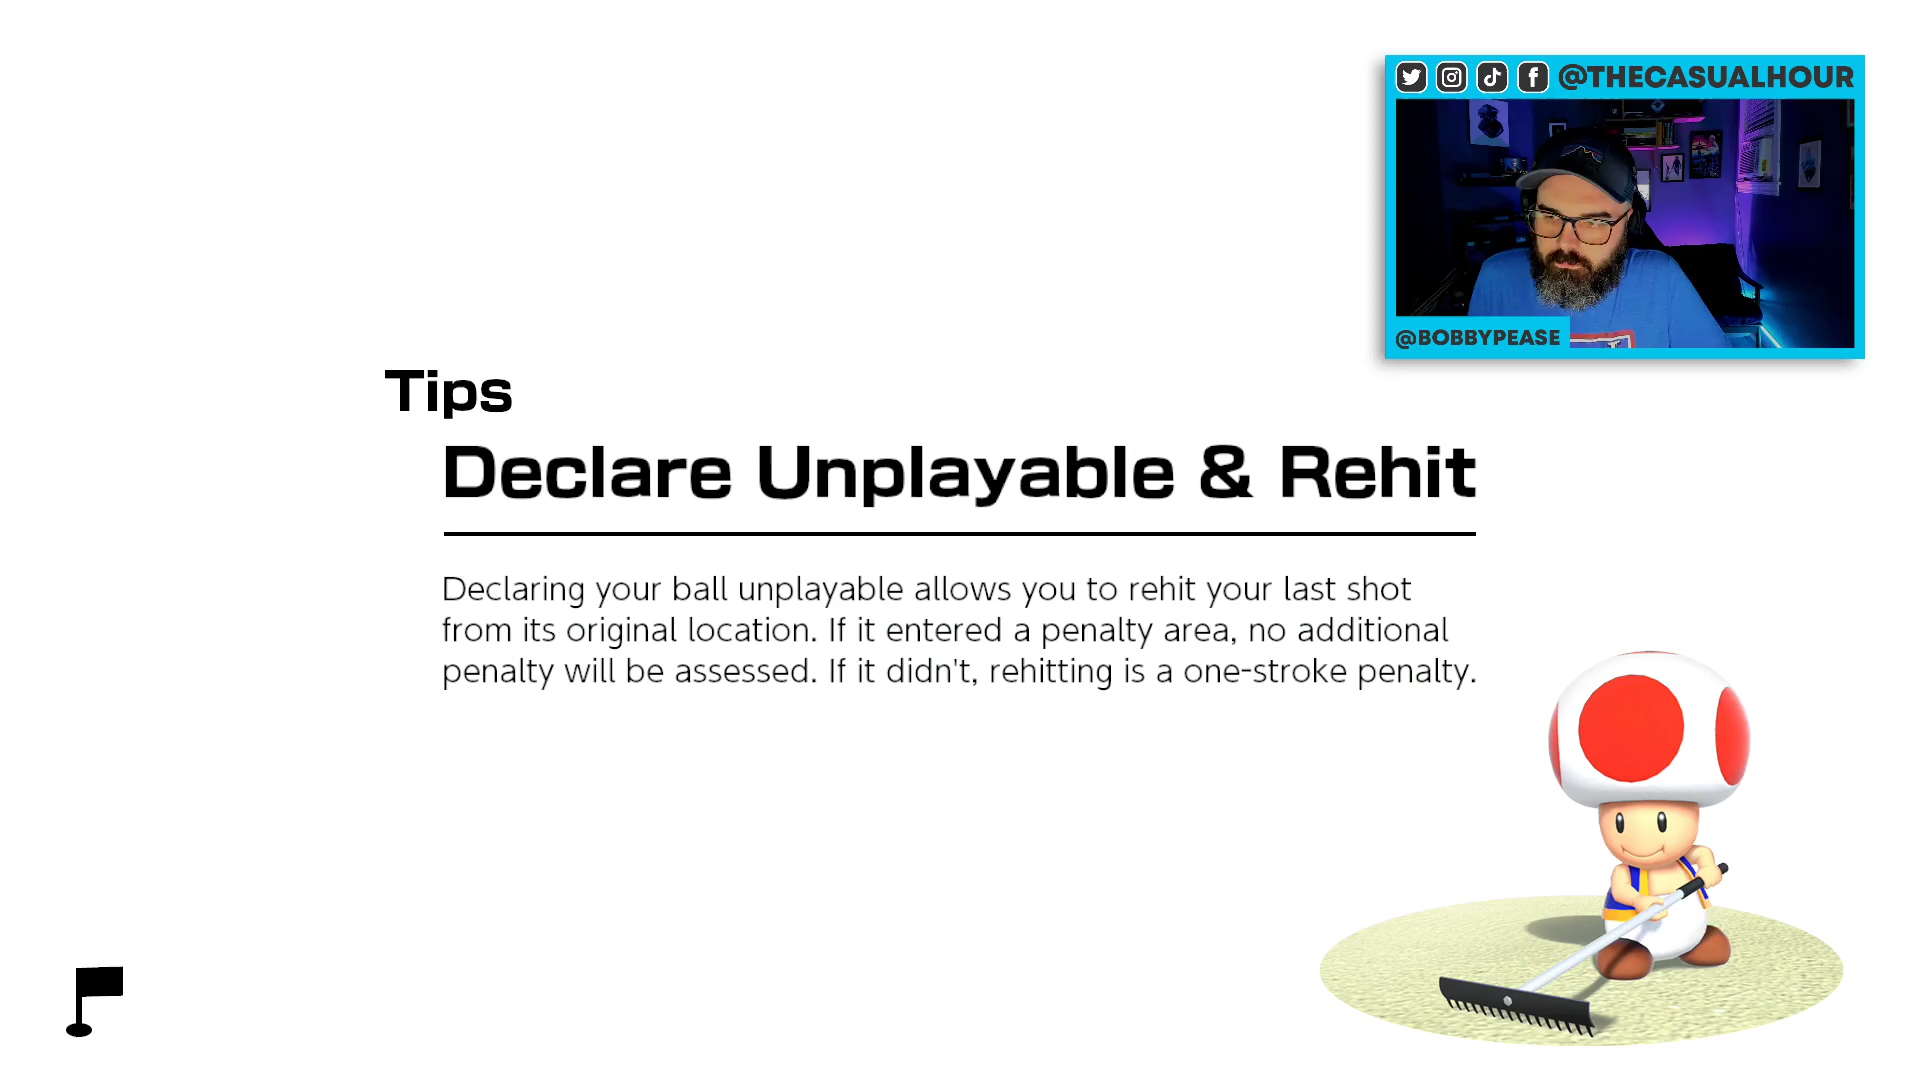 @THECASUALHOUR
@BOBBYPEASE
Tips
Declare Unplayable & Rehit
Declaring your ball unplayable allows you to rehit your last shot
from its original location. If it entered a penalty area, no additional
penalty will be assessed. If it didn't, rehitting is a one-stroke penalty.